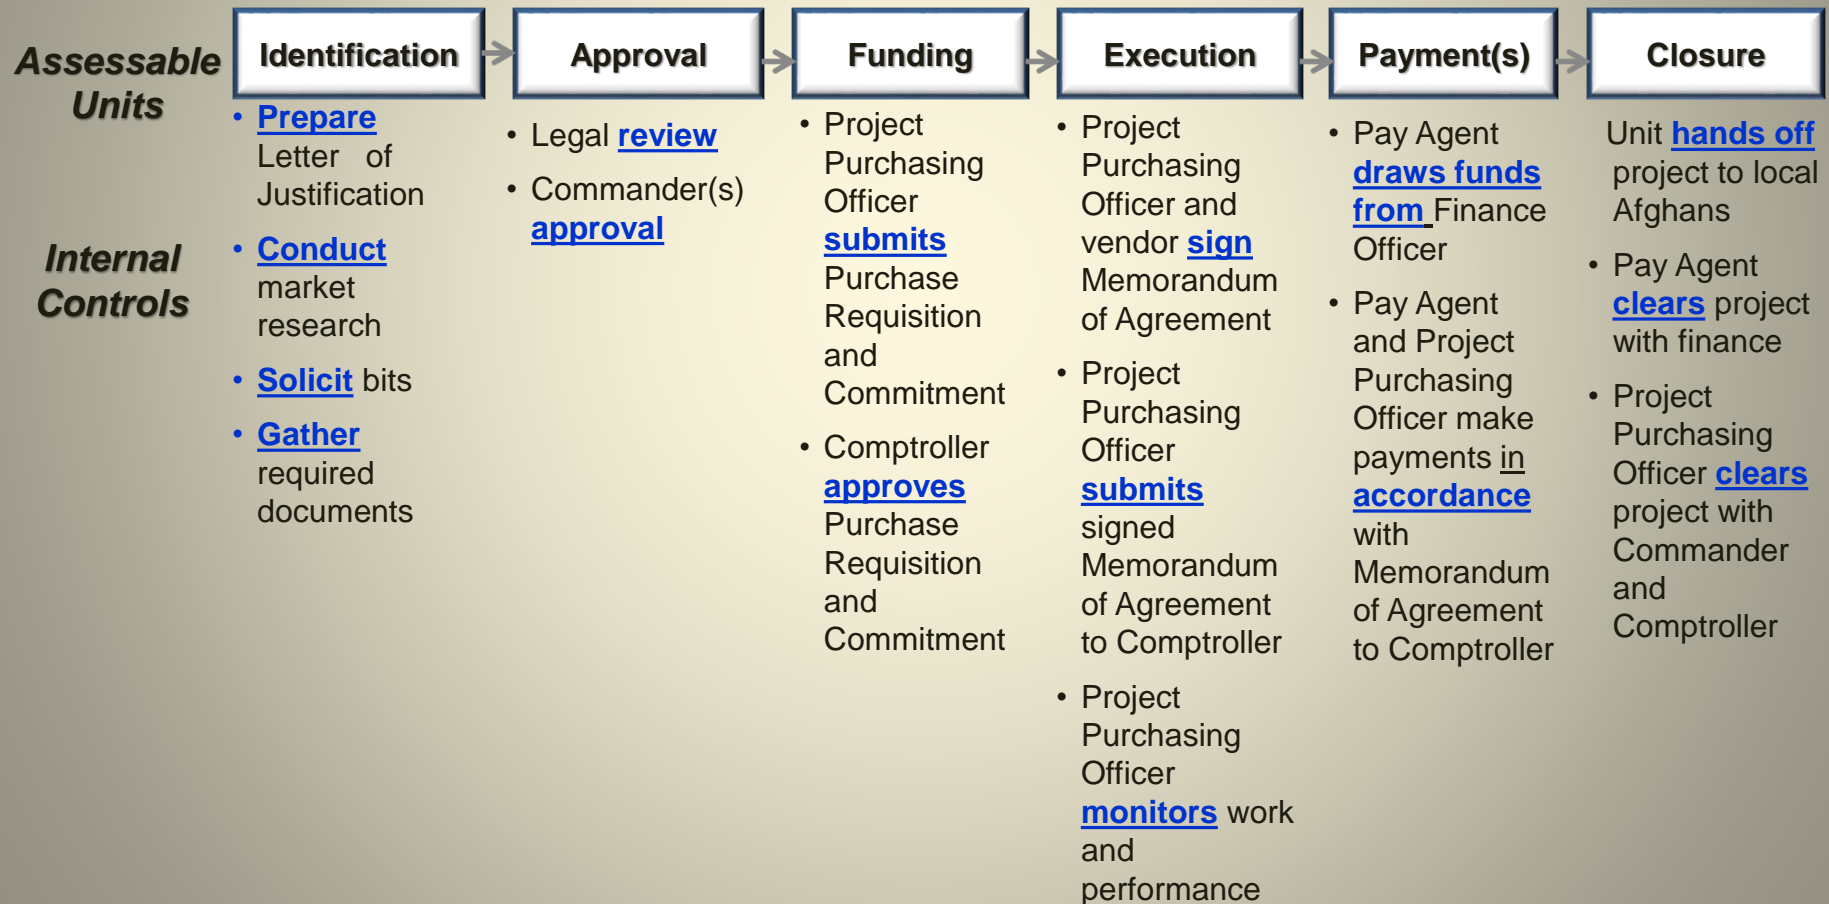 Assessable
Units
Internal
Controls
Identification
• Prepare
Letter of
Justification
• Conduct
market
research
• Solicit bits
• Gather
required
documents
Approval
• Legal review
• Commander(s)
approval
Funding
• Project
Purchasing
Officer
submits
Purchase
Requisition
and
Commitment
• Comptroller
approves
Purchase
Requisition
and
Commitment
Execution
• Project
Purchasing
Officer and
vendor sign
Memorandum
of Agreement
• Project
Purchasing
Officer
submits
signed
Memorandum
of Agreement
to Comptroller
• Project
Purchasing
Officer
monitors work
and
performance
Payment(s)
• Pay Agent
draws funds
from Finance
Officer
• Pay Agent
and Project
Purchasing
Officer make
payments in
accordance
with
Memorandum
of Agreement
to Comptroller
Closure
Unit hands off
project to local
Afghans
• Pay Agent
clears project
with finance
• Project
Purchasing
Officer clears
project with
Commander
and
Comptroller